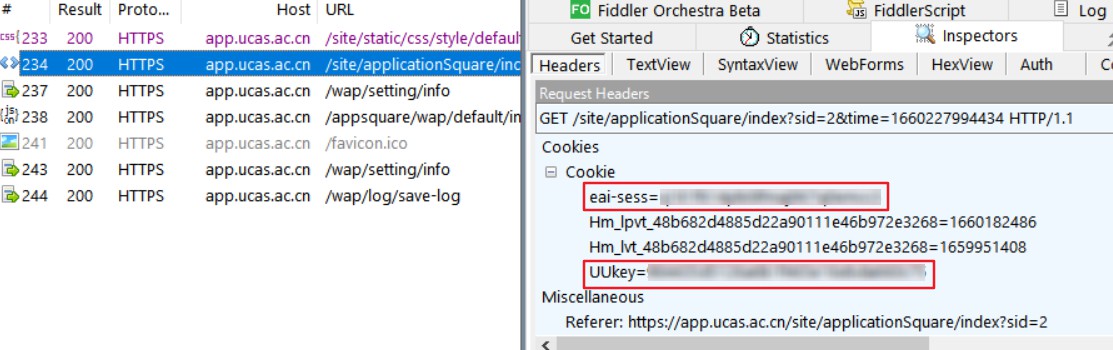 # Result Proto... Host URL
233 200 HTTPS app.ucas.ac.cn /site/static/css/style/defaul
234 200 HTTPS app.ucas.ac.cn /site/applicationSquare/ind
237 200 HTTPS app.ucas.ac.cn /wap/setting/info
238 200 HTTPS app.ucas.ac.cn /appsquare/wap/default/in
241 200 HTTPS app.ucas.ac.cn /favicon.ico
243 200 HTTPS app.ucas.ac.cn /wap/setting/info
244 200 HTTPS app.ucas.ac.cn /wap/log/save-log
FO Fiddler Orchestra Beta FiddlerScript Log
Get Started Statistics Inspectors
Headers TextView SyntaxView WebForms HexView Auth Co
Request Headers
GET /site/applicationSquare/index?sid=2&time=1660227994434 HTTP/1.1
Cookies
Cookie
eai-sess=
Hm_lpvt_48b682d4885d22a90111e46b972e3268=1660182486
Hm_lvt_48b682d4885d22a90111e46b972e3268=1659951408
UUkey=
Miscellaneous
Referer: https://app.ucas.ac.cn/site/applicationSquare/index?sid=2